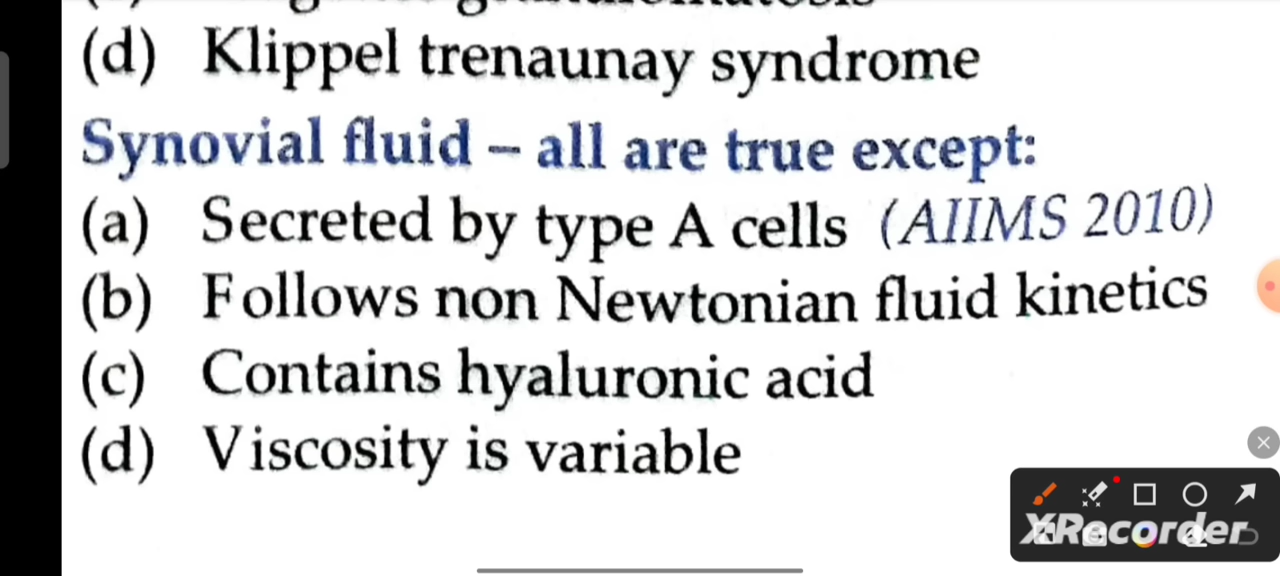 (d) Klippel trenaunay syndrome
Synovial fluid – all are true except:
(a) Secreted by type A cells (AIIMS 2010)
(b) Follows non Newtonian fluid kinetics
(c) Contains hyaluronic acid
(d) Viscosity is variable
XRecorder